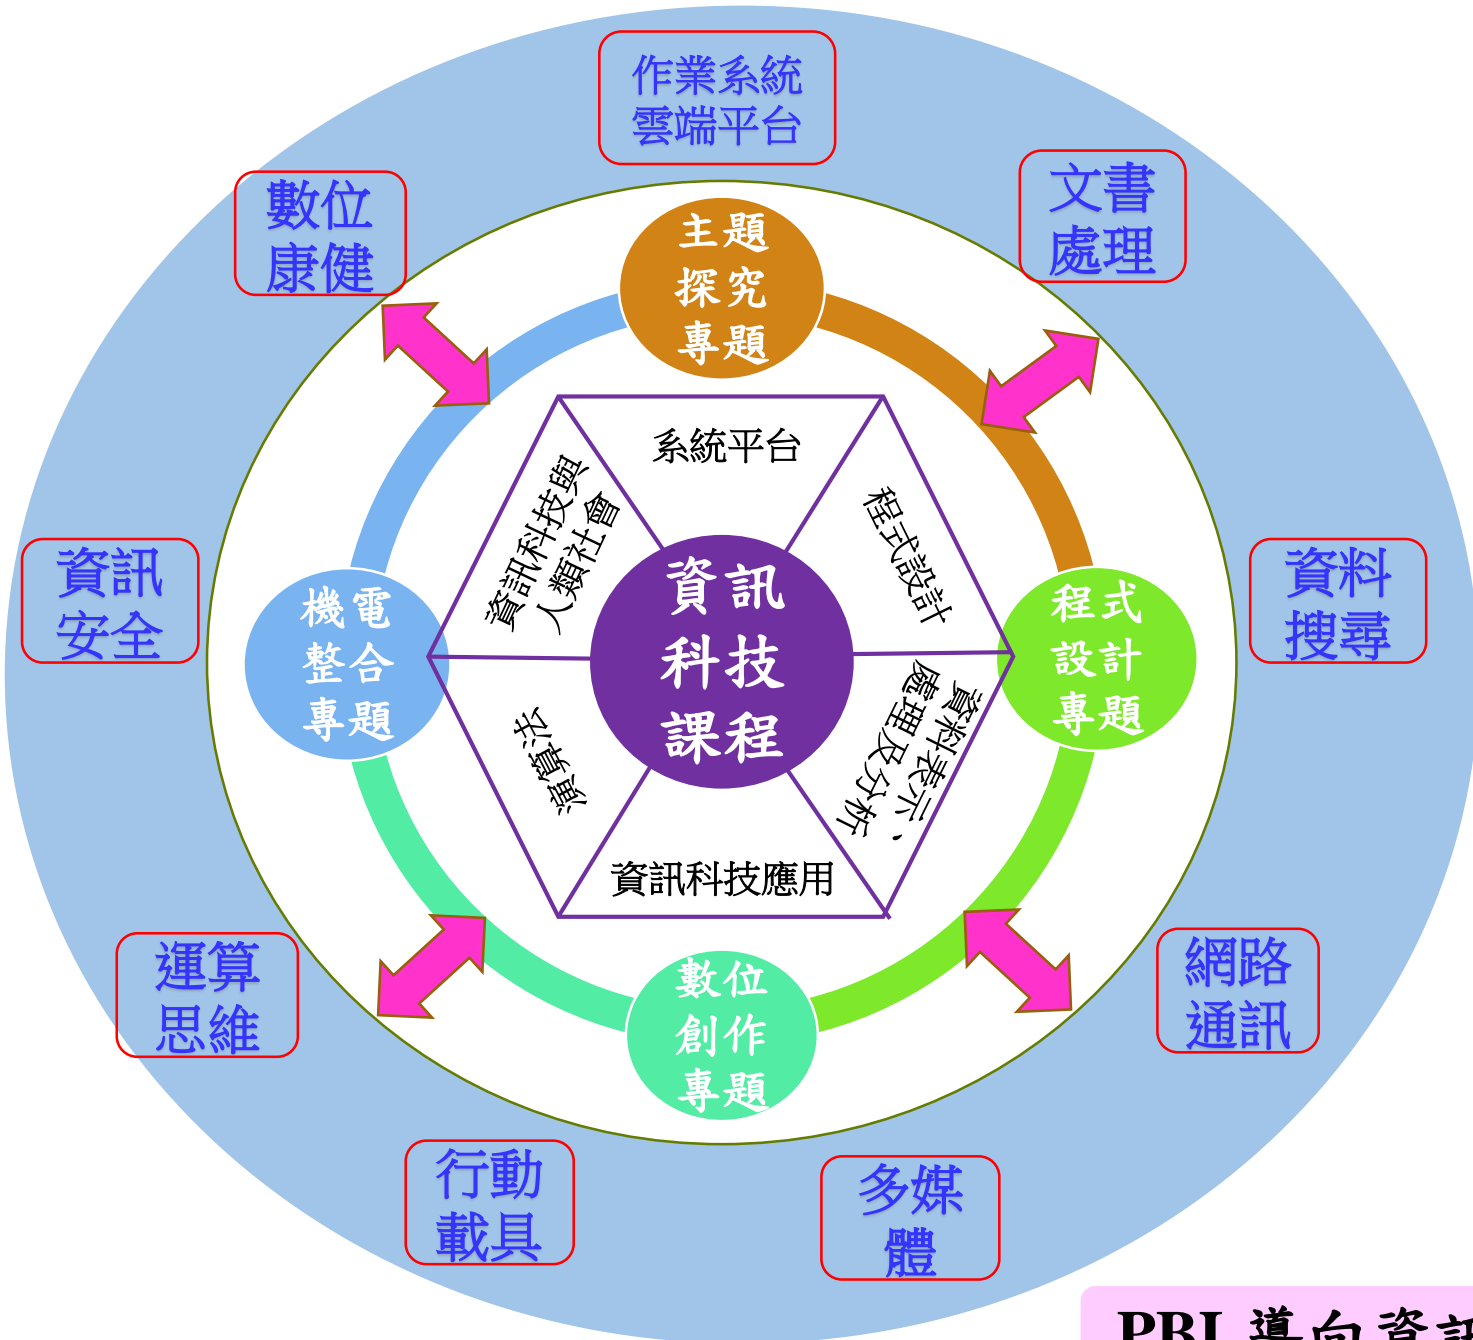 作業系統
雲端平台
數位
康健
文書
處理
主題
探究
專題
系統平台
資訊科技與
人類社會
程式設計
資訊
安全
機電
整合
專題
資訊
科技
課程
程式
設計
專題
資料
搜尋
演算法
資料表示、
處理及分析
資訊科技應用
運算
思維
數位
創作
專題
網路
通訊
行動
載具
多媒
體
PBL導向資訊